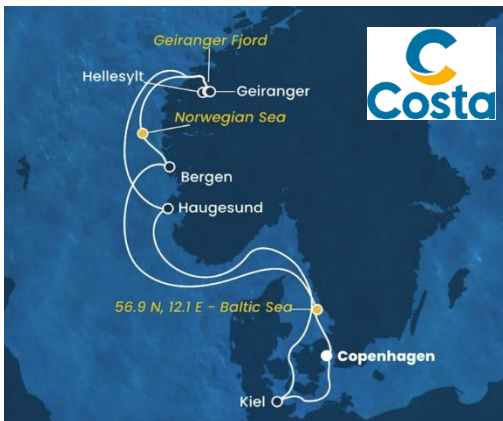 Geiranger Fjord
Costa
Hellesylt
Geiranger
Norwegian Sea
Bergen
Haugesund
56.9 N, 12.1 E - Baltic Sea
Copenhagen
Kiel